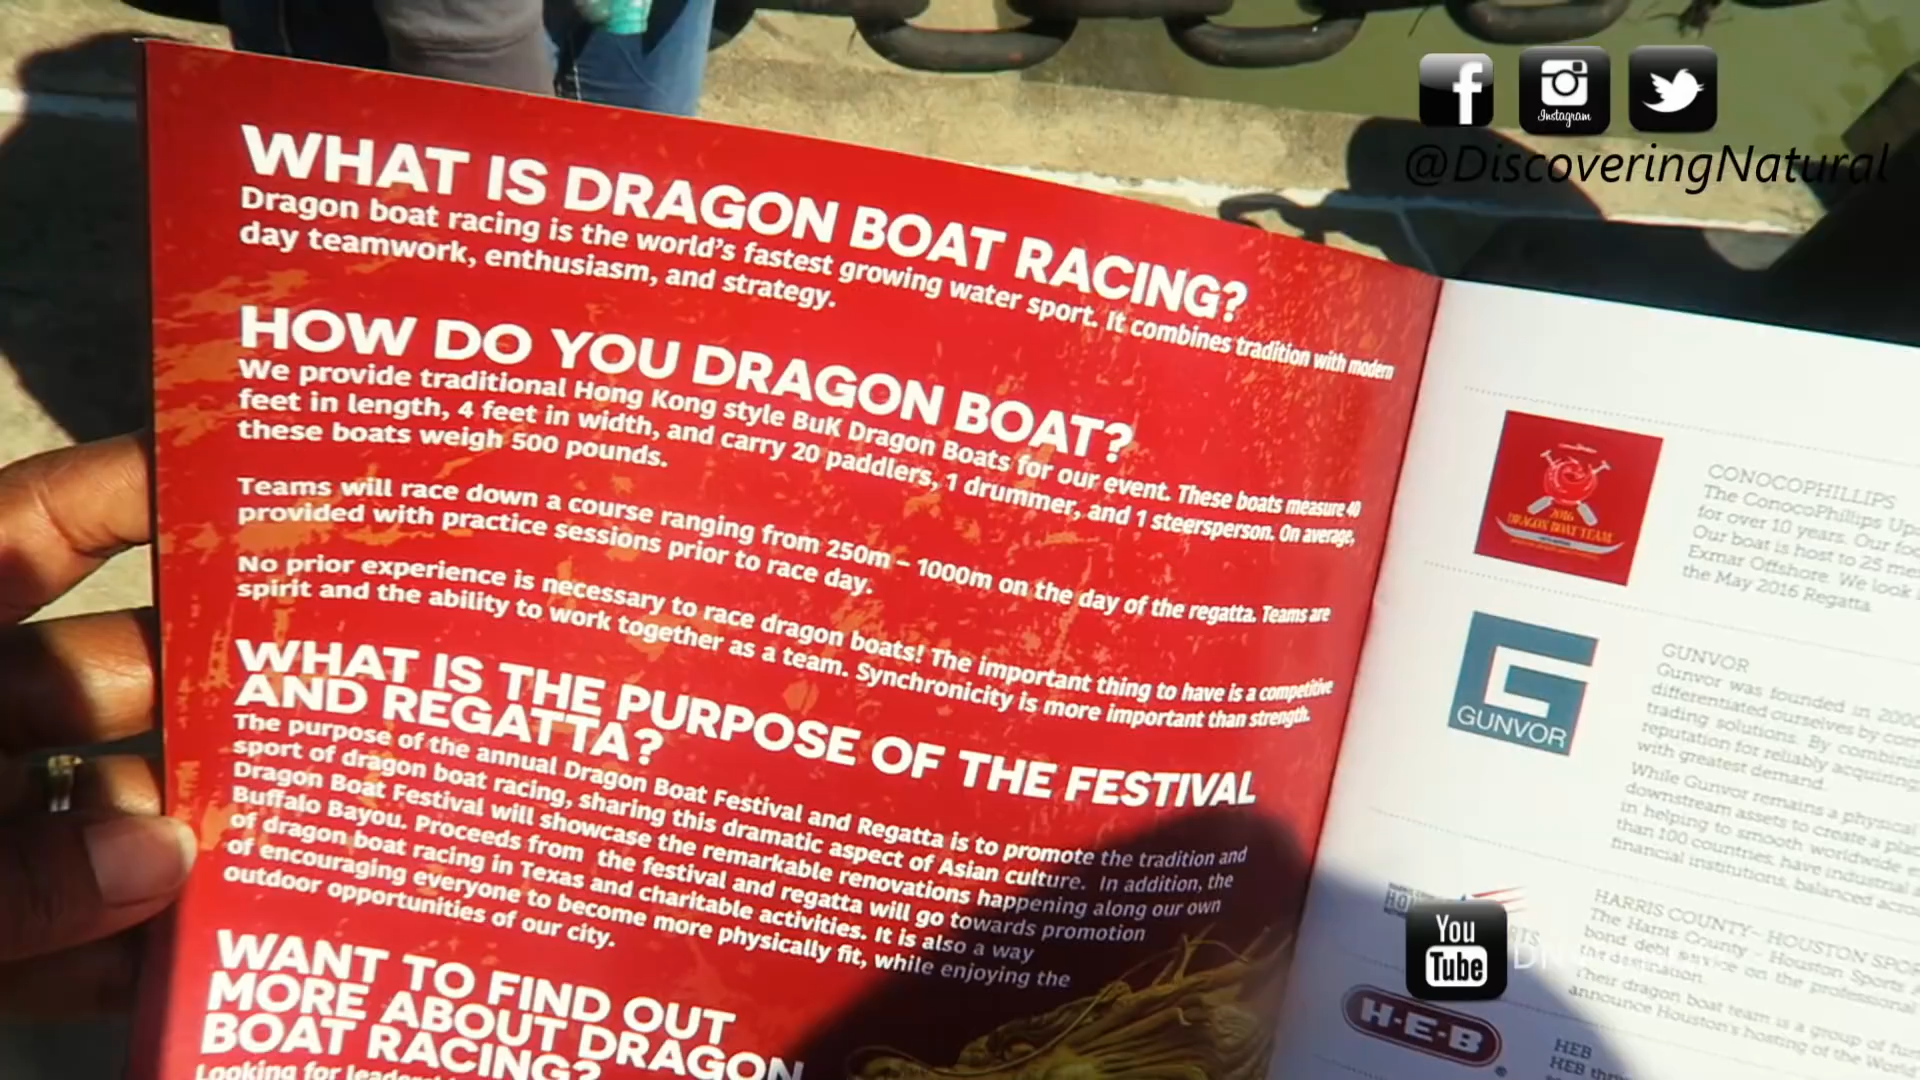 Instagram
@DiscoveringNatural
WHAT IS DRAGON BOAT RACING?
Dragon boat racing is the world's fastest growing water sport. It combines tradition with modern
day teamwork, enthusiasm, and strategy.
HOW DO YOU DRAGON BOAT?
We provide traditional Hong Kong style BuK Dragon Boats for our event. These boats measure 40
feet in length, 4 feet in width, and carry 20 paddlers, 1 drummer, and 1 steersperson. On average,
these boats weigh 500 pounds.
Teams will race down a course ranging from 250m – 1000m on the day of the regatta. Teams are
provided with practice sessions prior to race day.
No prior experience is necessary to race dragon boats! The important thing to have is a competitive
spirit and the ability to work together as a team. Synchronicity is more important than strength.
WHAT IS THE PURPOSE OF THE FESTIVAL
AND REGATTA?
The purpose of the annual Dragon Boat Festival and Regatta is to promote the tradition and
sport of dragon boat racing, sharing this dramatic aspect of Asian culture. In addition, the
Dragon Boat Festival will showcase the remarkable renovations happening along our own
Buffalo Bayou. Proceeds from the festival and regatta will go towards promotion
of dragon boat racing in Texas and charitable activities. It is also a way
of encouraging everyone to become more physically fit, while enjoying the
outdoor opportunities of our city.
WANT TO FIND OUT
MORE ABOUT DRAGON
BOAT RACING?
Looking for
2016
DRAGON BOAT TEAM
CONOCOPHILLIPS
The ConocoPhillips
for over 10 years. Our
Our boat is host to 25
Exmar Offshore. We look
the May 2016 Regatta
GUNVOR
GUNVOR
Gunvor was founded in 2000
differentiated ourselves by
trading solutions. By
reputation for reliably acquiring
with greatest demand.
While Gunvor remains a physical
downstream assets to create a
in helping to smooth worldwide
than 100 countries, have industrial
financial institutions, balanced
HARRIS COUNTY - HOUSTON
The Harris County - Houston Sports
bond debt service on the professional
the destination.
Their dragon boat team is a group of
announce Houston's hosting of the World
You
Tube
H-E-B
HEB
HEB